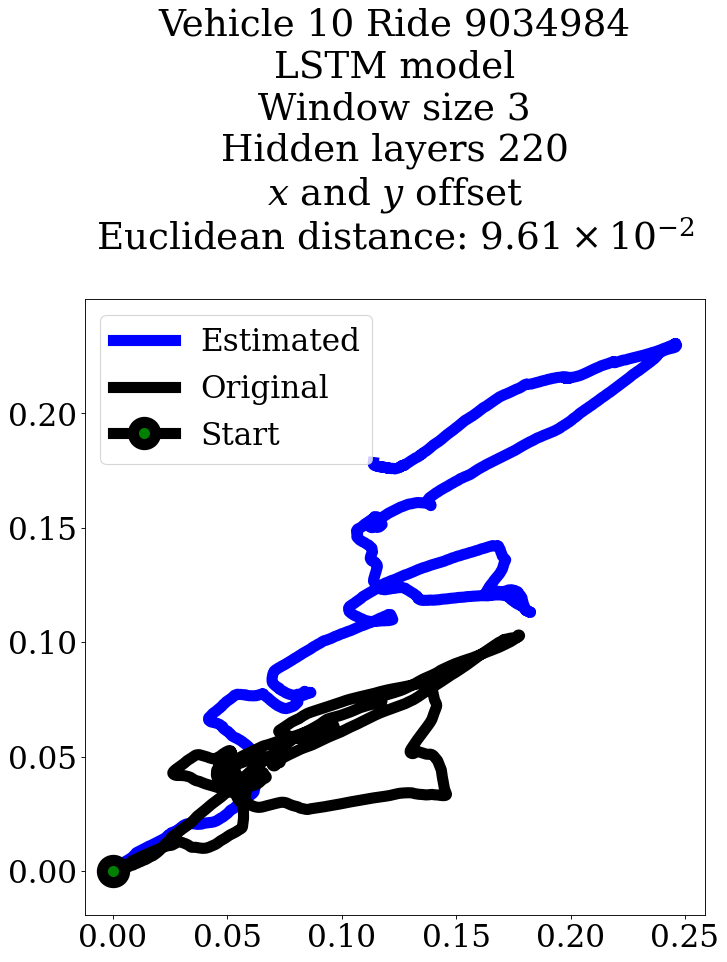 Vehicle 10 Ride 9034984
LSTM model
Window size 3
Hidden layers 220
x and y offset
Euclidean distance: 9.61 × 10⁻²
Estimated
Original
Start
0.20
0.15
0.10
0.05
0.00
0.00 0.05 0.10 0.15 0.20 0.25